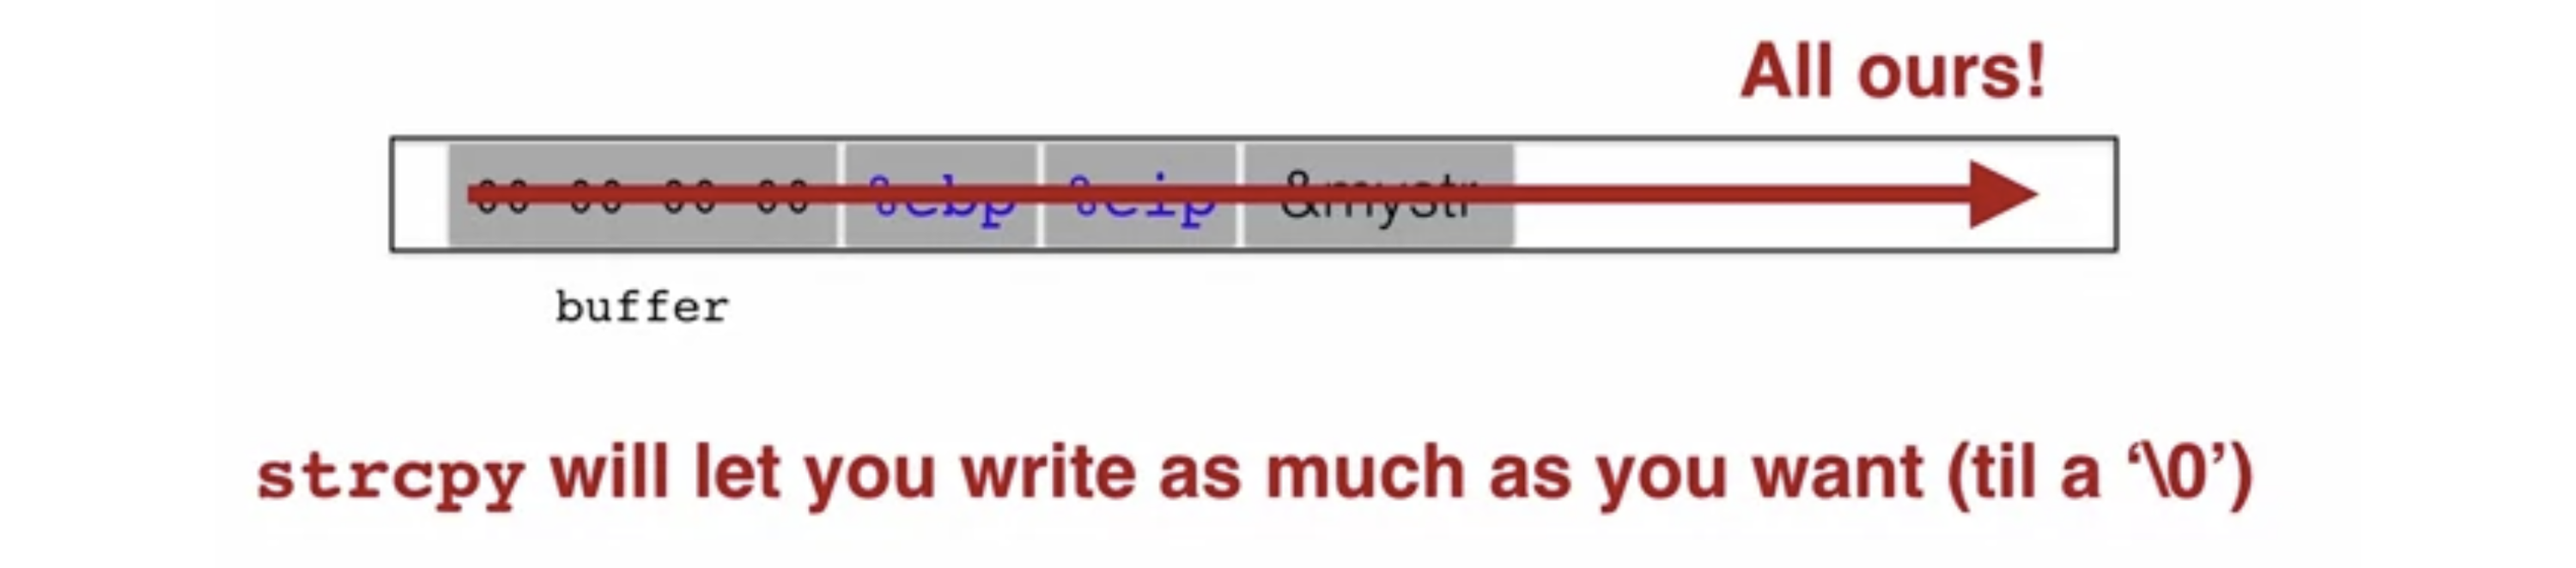 All ours!
00 00 00 00 %ebp %eip &mystr
buffer
strcpy will let you write as much as you want (til a ‘\0’)